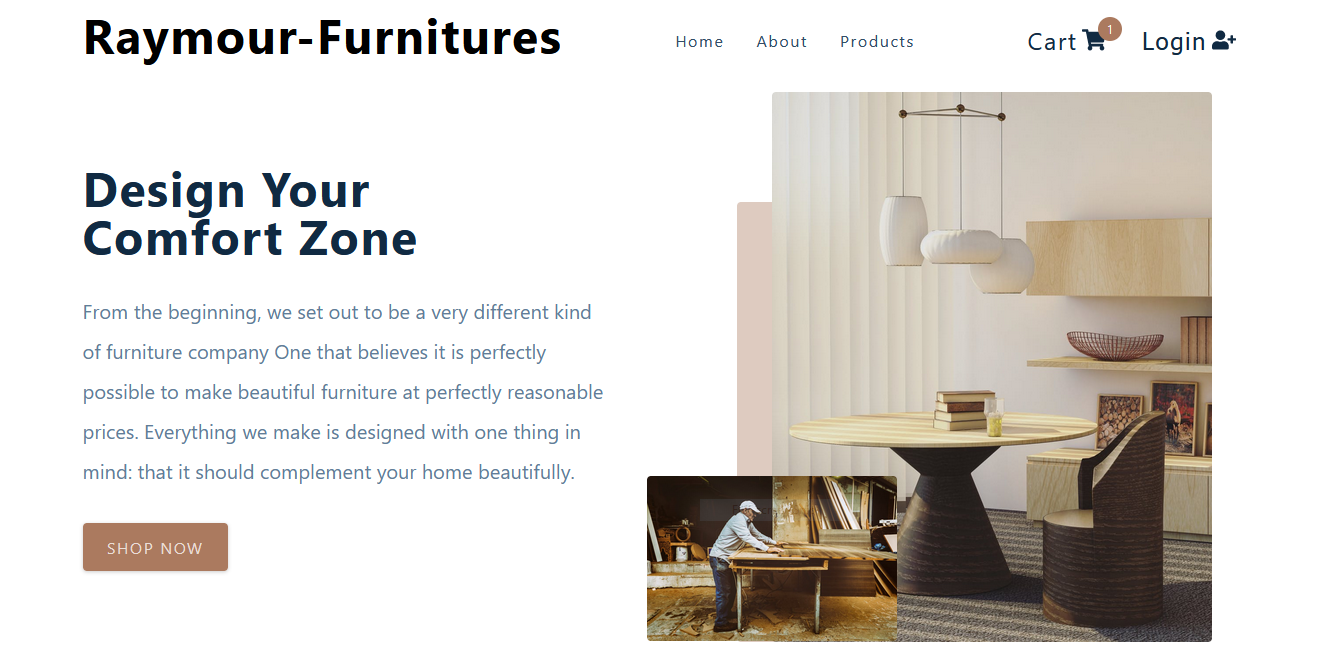 Raymour-Furnitures
Home About Products
Cart 1 Login
Design Your
Comfort Zone
From the beginning, we set out to be a very different kind
of furniture company One that believes it is perfectly
possible to make beautiful furniture at perfectly reasonable
prices. Everything we make is designed with one thing in
mind: that it should complement your home beautifully.
SHOP NOW